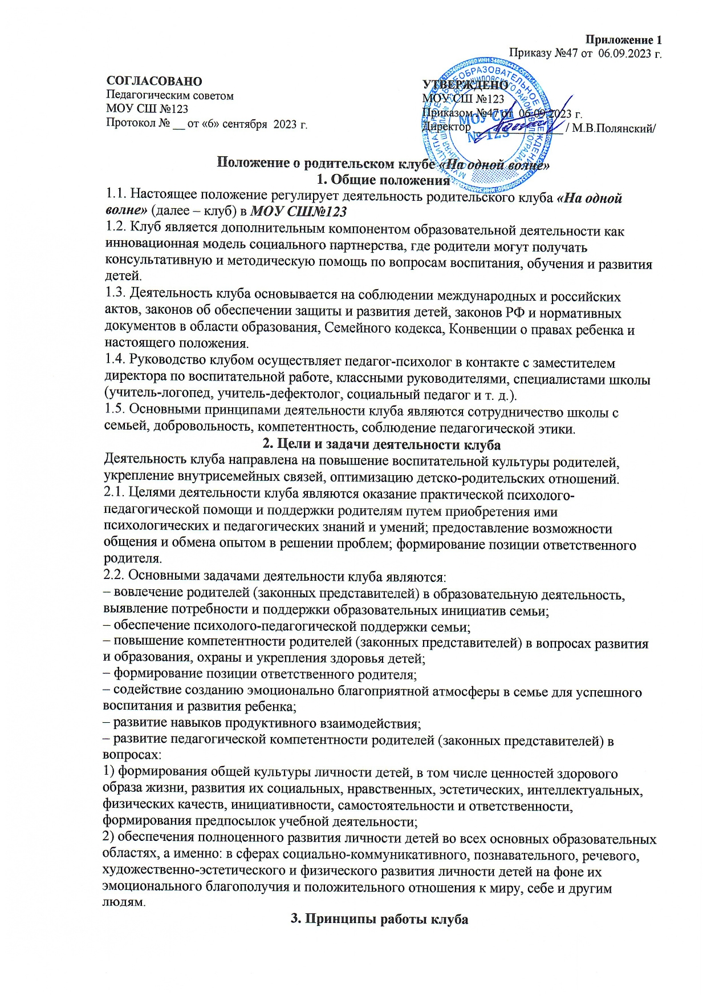 Приложение 1
Приказу №47 от 06.09.2023 г.
СОГЛАСОВАНО
Педагогическим советом
МОУ СШ №123
Протокол № __ от «6» сентября 2023 г.
УТВЕРЖДЕНО
МОУ СШ №123
Приказом №47 от 06.09.2023 г.
Директор ________________ / М.В.Полянский/
МОУ СШ
№ 123
Положение о родительском клубе «На одной волне»
1. Общие положения
1.1. Настоящее положение регулирует деятельность родительского клуба «На одной
волне» (далее – клуб) в МОУ СШ№123
1.2. Клуб является дополнительным компонентом образовательной деятельности как
инновационная модель социального партнерства, где родители могут получать
консультативную и методическую помощь по вопросам воспитания, обучения и развития
детей.
1.3. Деятельность клуба основывается на соблюдении международных и российских
актов, законов об обеспечении защиты и развития детей, законов РФ и нормативных
документов в области образования, Семейного кодекса, Конвенции о правах ребенка и
настоящего положения.
1.4. Руководство клубом осуществляет педагог-психолог в контакте с заместителем
директора по воспитательной работе, классными руководителями, специалистами школы
(учитель-логопед, учитель-дефектолог, социальный педагог и т. д.).
1.5. Основными принципами деятельности клуба являются сотрудничество школы с
семьей, добровольность, компетентность, соблюдение педагогической этики.
2. Цели и задачи деятельности клуба
Деятельность клуба направлена на повышение воспитательной культуры родителей,
укрепление внутрисемейных связей, оптимизацию детско-родительских отношений.
2.1. Целями деятельности клуба являются оказание практической психолого-
педагогической помощи и поддержки родителям путем приобретения ими
психологических и педагогических знаний и умений; предоставление возможности
общения и обмена опытом в решении проблем; формирование позиции ответственного
родителя.
2.2. Основными задачами деятельности клуба являются:
– вовлечение родителей (законных представителей) в образовательную деятельность,
выявление потребности и поддержки образовательных инициатив семьи;
– обеспечение психолого-педагогической поддержки семьи;
– повышение компетентности родителей (законных представителей) в вопросах развития
и образования, охраны и укрепления здоровья детей;
– формирование позиции ответственного родителя;
– содействие созданию эмоционально благоприятной атмосферы в семье для успешного
воспитания и развития ребенка;
– развитие навыков продуктивного взаимодействия;
– развитие педагогической компетентности родителей (законных представителей) в
вопросах:
1) формирования общей культуры личности детей, в том числе ценностей здорового
образа жизни, развития их социальных, нравственных, эстетических, интеллектуальных,
физических качеств, инициативности, самостоятельности и ответственности,
формирования предпосылок учебной деятельности;
2) обеспечения полноценного развития личности детей во всех основных образовательных
областях, а именно: в сферах социально-коммуникативного, познавательного, речевого,
художественно-эстетического и физического развития личности детей на фоне их
эмоционального благополучия и положительного отношения к миру, себе и другим
людям.
3. Принципы работы клуба